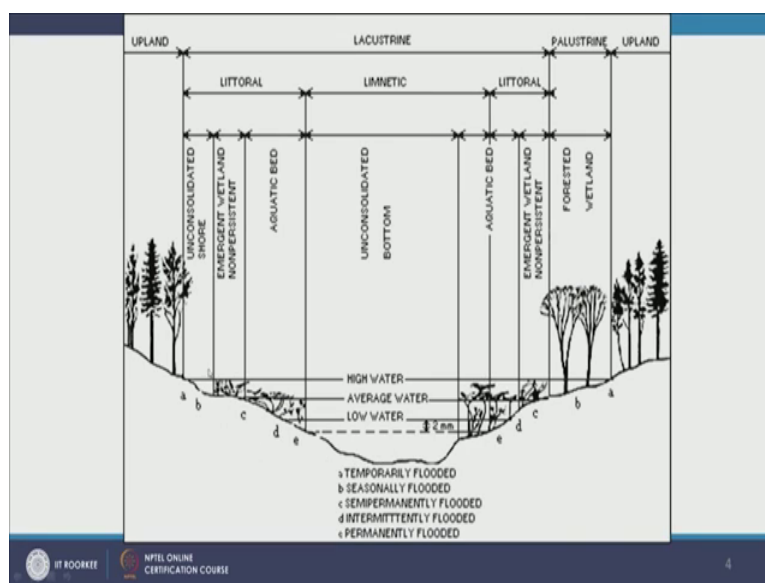 UPLAND
LACUSTRINE
PALUSTRINE
UPLAND
LITTORAL
LIMNETIC
LITTORAL
UNCONSOLIDATED
SHORE
EMERGENT WETLAND
NONPERSISTENT
AQUATIC BED
UNCONSOLIDATED
BOTTOM
AQUATIC BED
EMERGENT WETLAND
NONPERSISTENT
FORESTED
WETLAND
HIGH WATER
AVERAGE WATER
LOW WATER
2 mm
a
b
c
d
e
e
d
c
b
a
a TEMPORARILY FLOODED
b SEASONALLY FLOODED
c SEMIPERMANENTLY FLOODED
d INTERMITTTENTLY FLOODED
e PERMANENTLY FLOODED
IIT ROORKEE
NPTEL ONLINE
CERTIFICATION COURSE
4